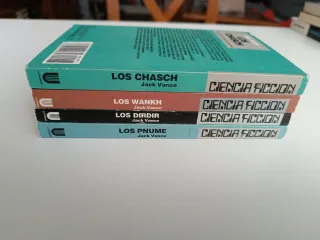 LOS CHASCH
Jack Vance
CIENCIA FICCION
LOS WANKH
Jack Vance
CIENCIA FICCION
LOS DIRDIR
Jack Vance
CIENCIA FICCION
LOS PNUME
Jack Vance
CIENCIA FICCION